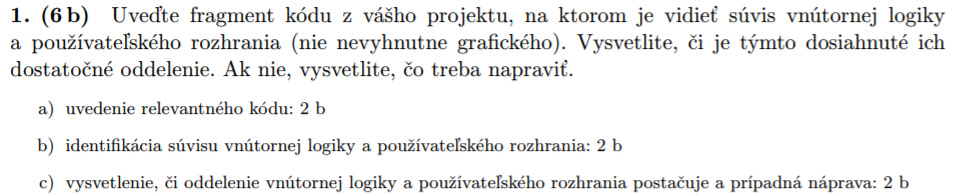 1. (6 b) Uveďte fragment kódu z vášho projektu, na ktorom je vidieť súvis vnútornej logiky
a používateľského rozhrania (nie nevyhnutne grafického). Vysvetlite, či je týmto dosiahnuté ich
dostatočné oddelenie. Ak nie, vysvetlite, čo treba napraviť.
a) uvedenie relevantného kódu: 2 b
b) identifikácia súvisu vnútornej logiky a používateľského rozhrania: 2 b
c) vysvetlenie, či oddelenie vnútornej logiky a používateľského rozhrania postačuje a prípadná náprava: 2 b